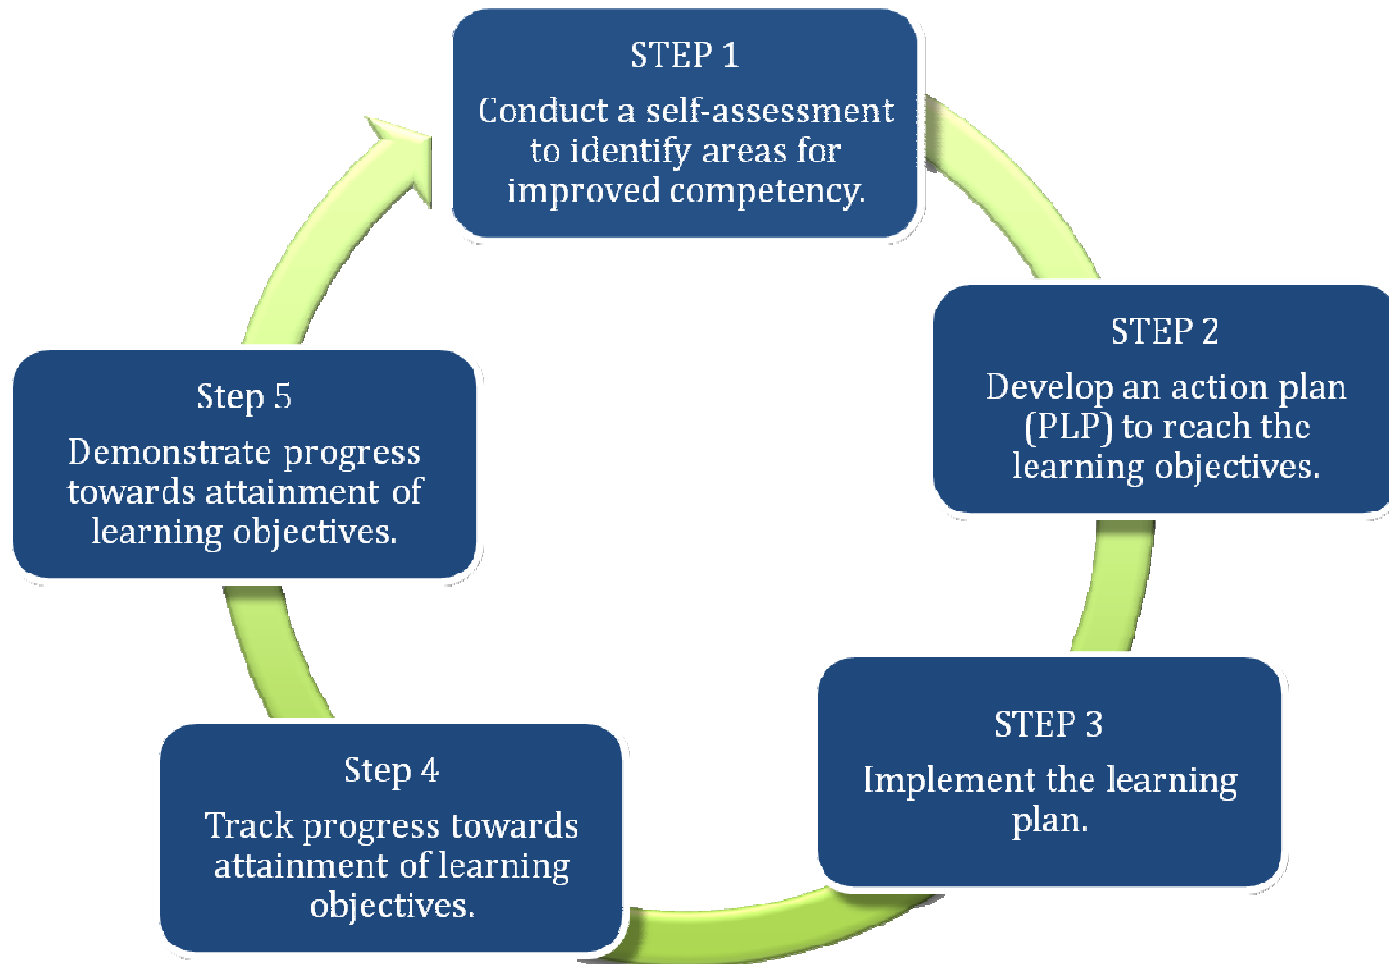 STEP 1
Conduct a self-assessment
to identify areas for
improved competency.
STEP 2
Develop an action plan
(PLP) to reach the
learning objectives.
STEP 3
Implement the learning
plan.
Step 4
Track progress towards
attainment of learning
objectives.
Step 5
Demonstrate progress
towards attainment of
learning objectives.